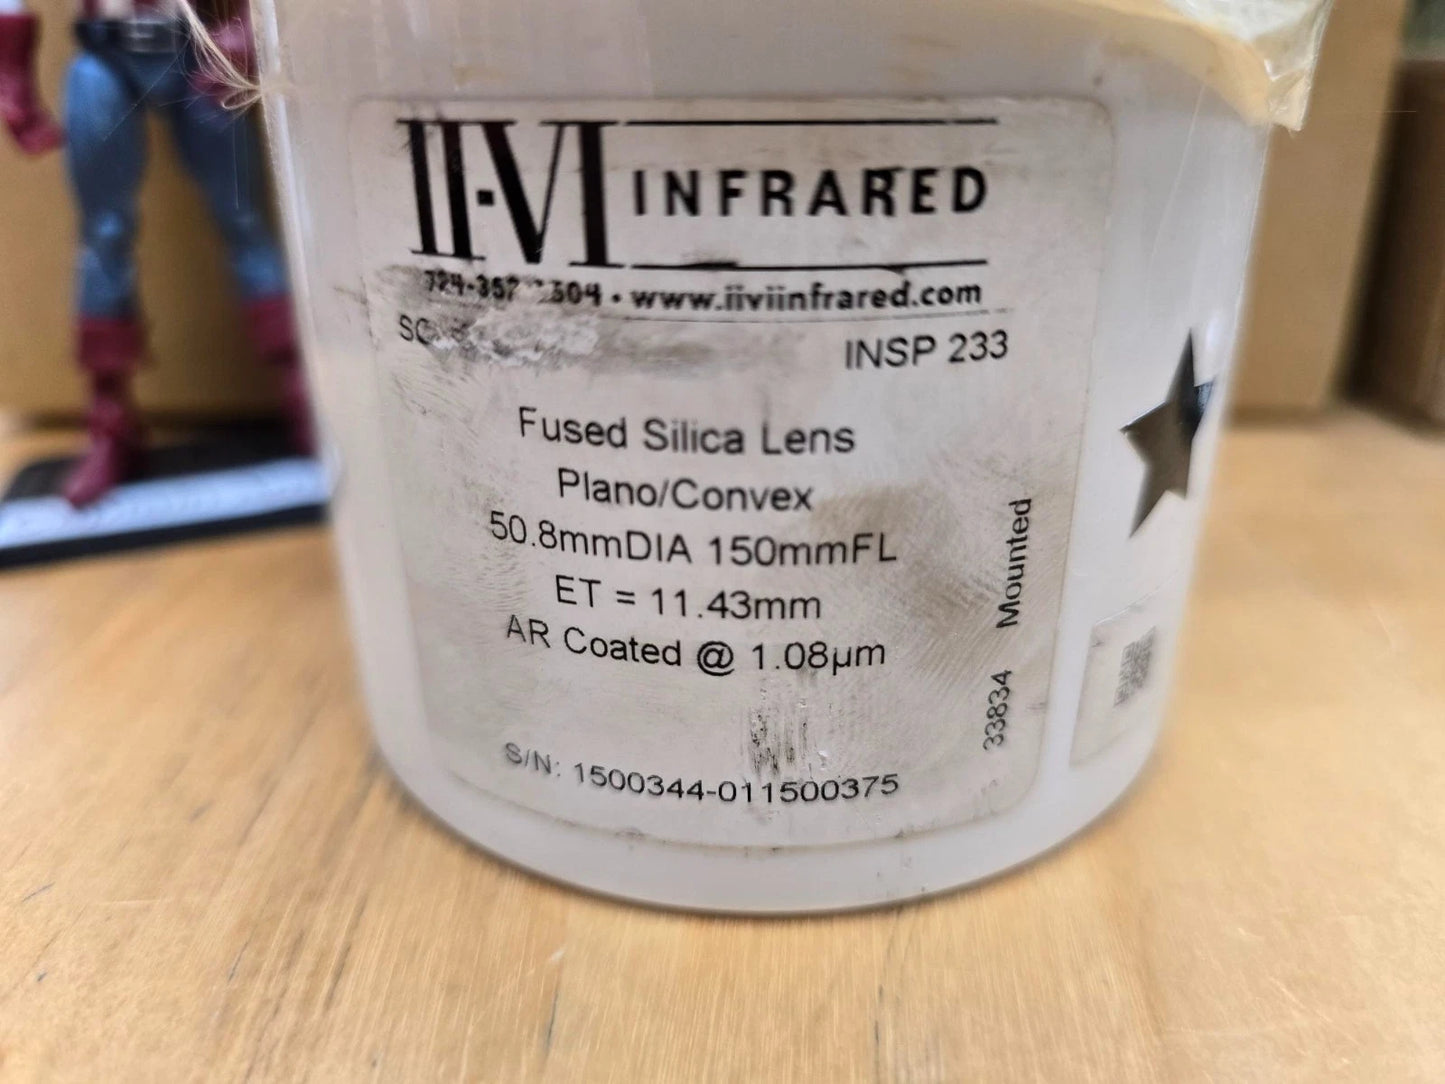 II-VI INFRARED
www.iiviinfrared.com
INSP 233
Fused Silica Lens
Plano/Convex
50.8mmDIA 150mmFL
ET = 11.43mm
AR Coated @ 1.08µm
S/N: 1500344-011500375
33834 Mounted